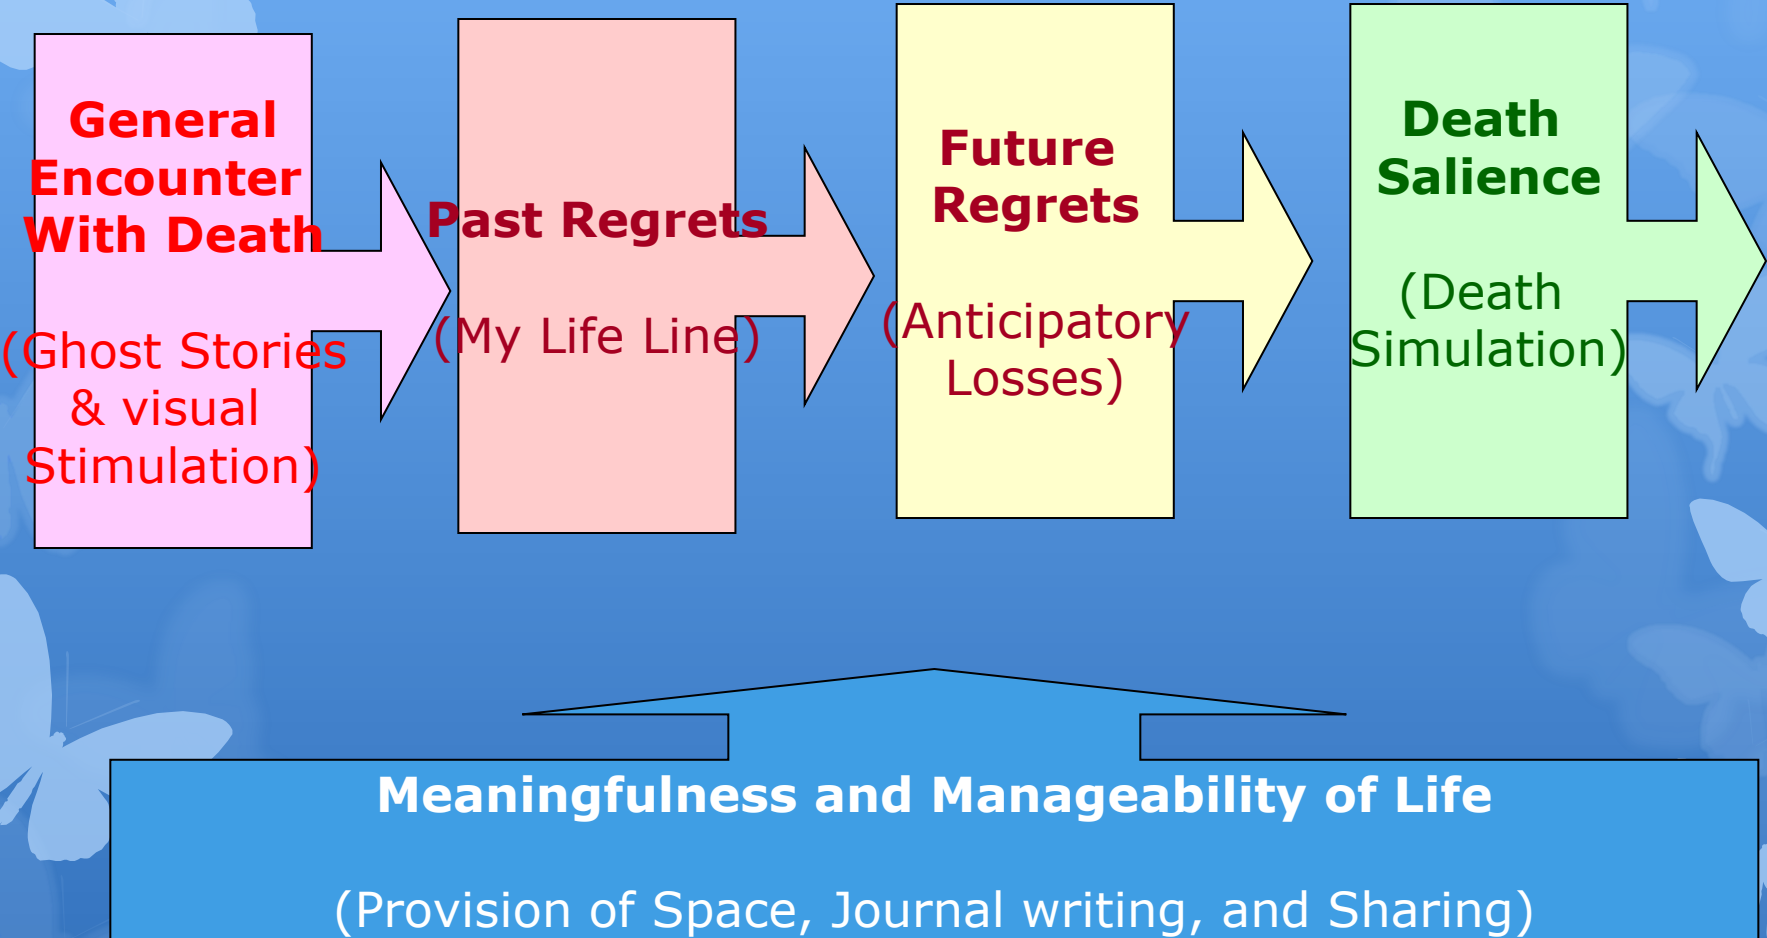 General
Encounter
With Death
(Ghost Stories
& visual
Stimulation)
Past Regrets
(My Life Line)
Future
Regrets
(Anticipatory
Losses)
Death
Salience
(Death
Simulation)
Meaningfulness and Manageability of Life
(Provision of Space, Journal writing, and Sharing)